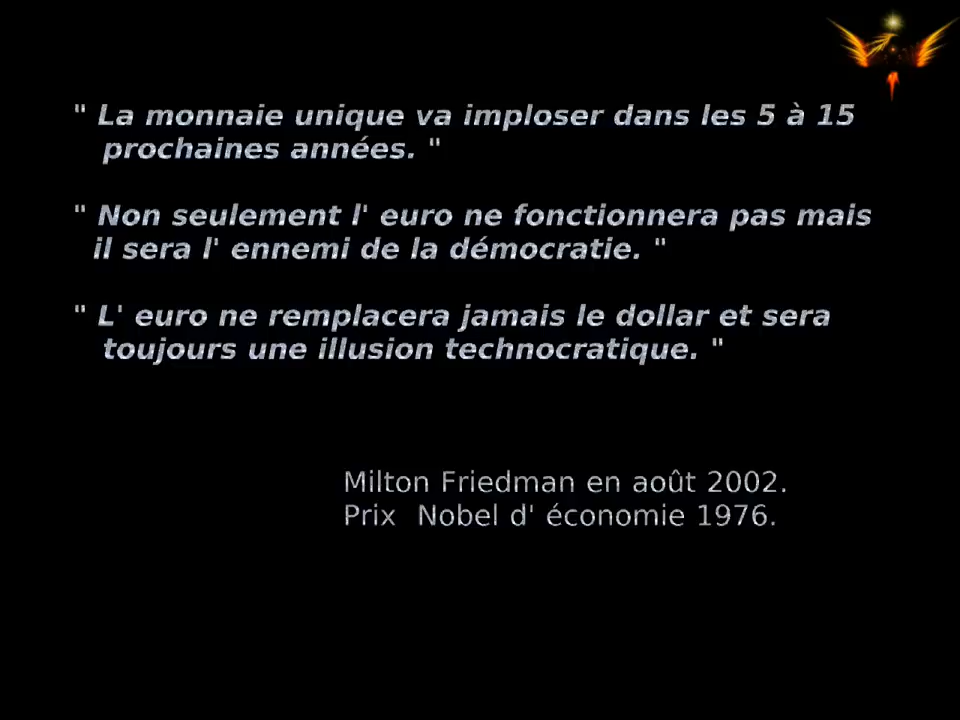 " La monnaie unique va imploser dans les 5 à 15
prochaines années. "
" Non seulement l' euro ne fonctionnera pas mais
il sera l' ennemi de la démocratie. "
" L' euro ne remplacera jamais le dollar et sera
toujours une illusion technocratique. "
Milton Friedman en août 2002.
Prix  Nobel d' économie 1976.